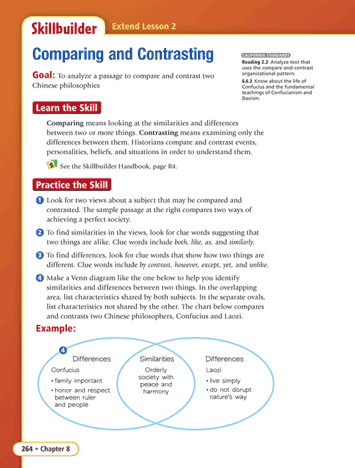 Skillbuilder
Extend Lesson 2
Comparing and Contrasting
Goal: To analyze a passage to compare and contrast two
Chinese philosophies
CALIFORNIA STANDARDS
Reading 2.2 Analyze text that
uses the compare-and-contrast
organizational pattern.
6.6.3 Know about the life of
Confucius and the fundamental
teachings of Confucianism and
Daoism.
Learn the Skill
Comparing means looking at the similarities and differences
between two or more things. Contrasting means examining only the
differences between them. Historians compare and contrast events,
personalities, beliefs, and situations in order to understand them.
See the Skillbuilder Handbook, page R4.
Practice the Skill
1 Look for two views about a subject that may be compared and
contrasted. The sample passage at the right compares two ways of
achieving a perfect society.
2 To find similarities in the views, look for clue words suggesting that
two things are alike. Clue words include both, like, as, and similarly.
3 To find differences, look for clue words that show how two things are
different. Clue words include by contrast, however, except, yet, and unlike.
4 Make a Venn diagram like the one below to help you identify
similarities and differences between two things. In the overlapping
area, list characteristics shared by both subjects. In the separate ovals,
list characteristics not shared by the other. The chart below compares
and contrasts two Chinese philosophers, Confucius and Laozi.
Example:
4
Differences
Confucius
• family important
• honor and respect
between ruler
and people
Similarities
Orderly
society with
peace and
harmony
Differences
Laozi
• live simply
• do not disrupt
nature's way
264 • Chapter 8